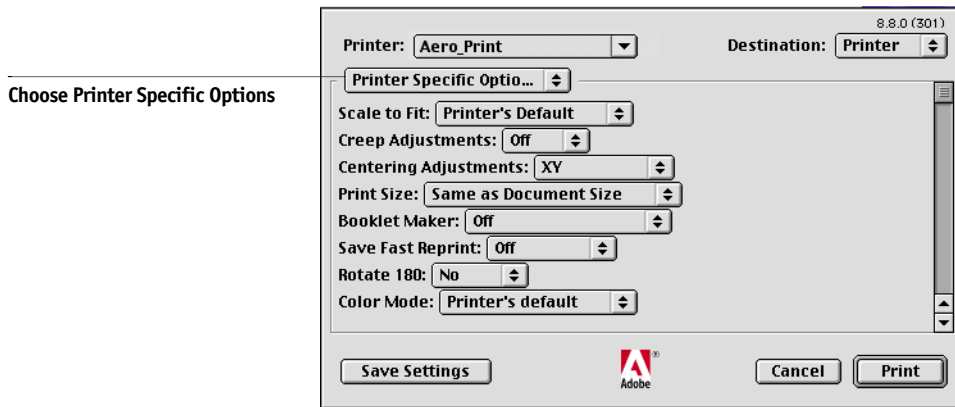 8.8.0 (301)
Printer: Aero_Print Destination: Printer
Printer Specific Optio...
Choose Printer Specific Options
Scale to Fit: Printer's Default
Creep Adjustments: Off
Centering Adjustments: XY
Print Size: Same as Document Size
Booklet Maker: Off
Save Fast Reprint: Off
Rotate 180: No
Color Mode: Printer's default
Save Settings Adobe ® Cancel Print